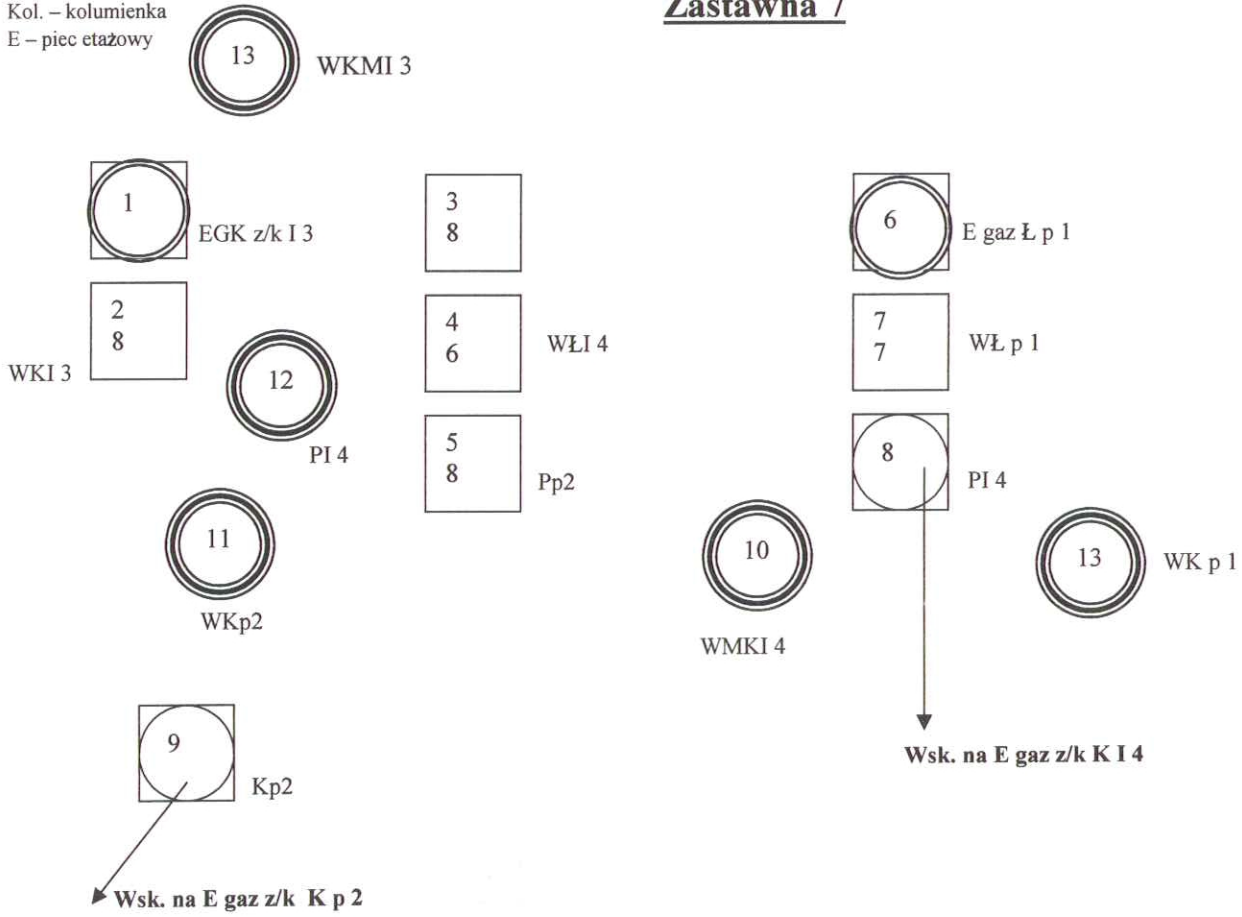 Kol. – kolumienka
E – piec etażowy
Zastawna 7
13
WKMI 3
1
EGK z/k I 3
3
8
6
E gaz Ł p 1
2
8
WKI 3
4
6
WŁI 4
7
7
WŁ p 1
12
PI 4
5
8
Pp2
8
PI 4
11
WKp2
10
WMKI 4
13
WK p 1
9
Kp2
Wsk. na E gaz z/k K I 4
Wsk. na E gaz z/k K p 2